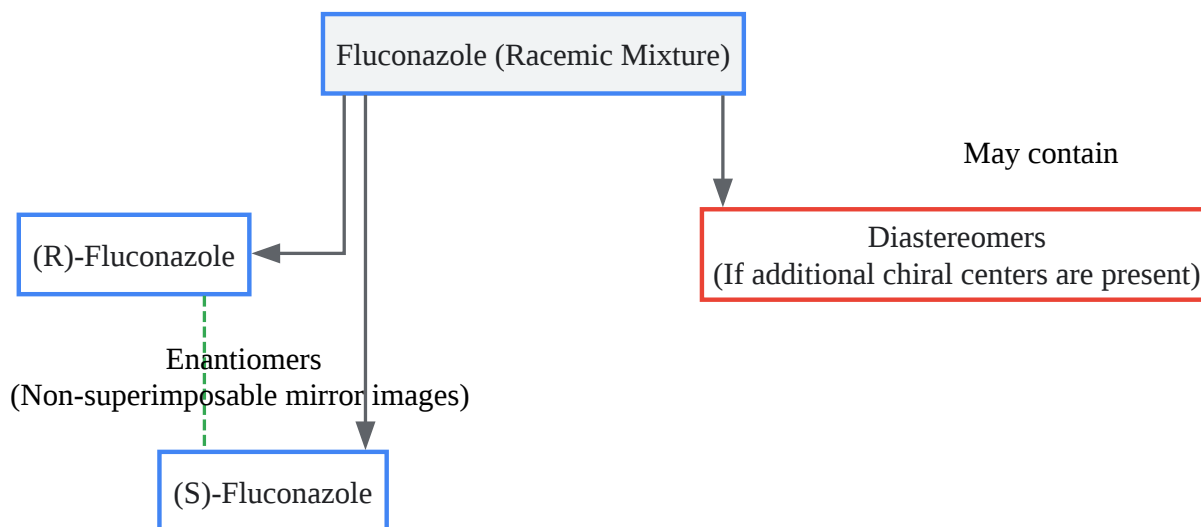 Fluconazole (Racemic Mixture)
May contain
(R)-Fluconazole
Diastereomers
(If additional chiral centers are present)
Enantiomers
(Non-superimposable mirror images)
(S)-Fluconazole